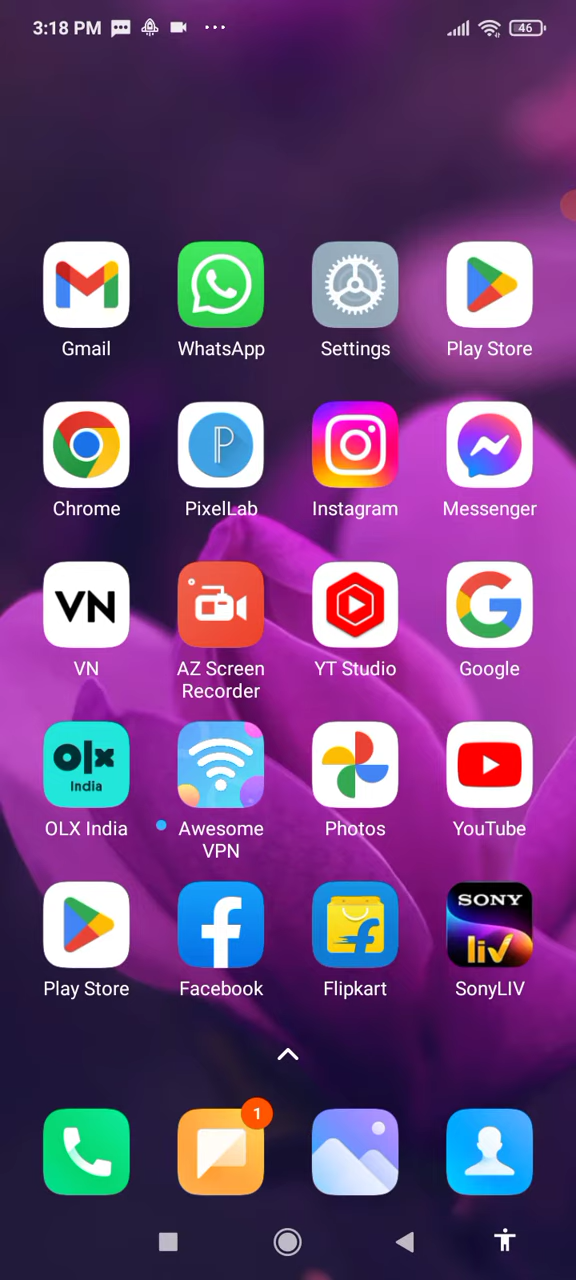 3:18 PM
46
Gmail
WhatsApp
Settings
Play Store
Chrome
P
PixelLab
Instagram
Messenger
VN
VN
AZ Screen
Recorder
YT Studio
Google
olx
india
OLX India
Awesome
VPN
Photos
YouTube
SONY
liv
Play Store
Facebook
Flipkart
SonyLIV
1